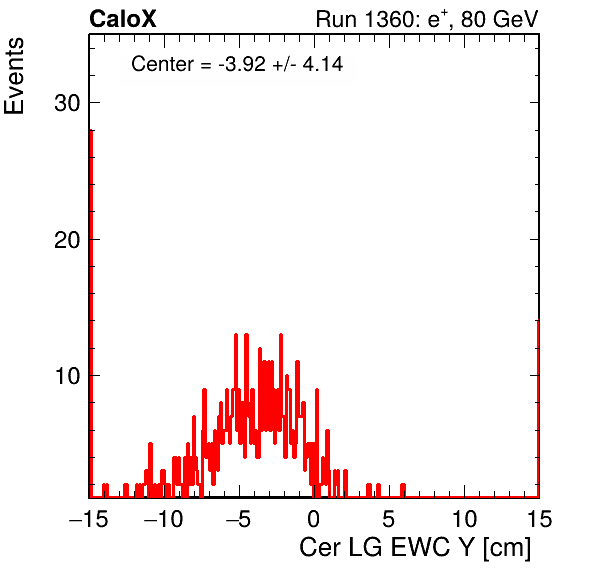 CaloX Run 1360: e⁺, 80 GeV
Center = -3.92 +/- 4.14
Events
30
20
10
−15 −10 −5 0 5 10 15
Cer LG EWC Y [cm]